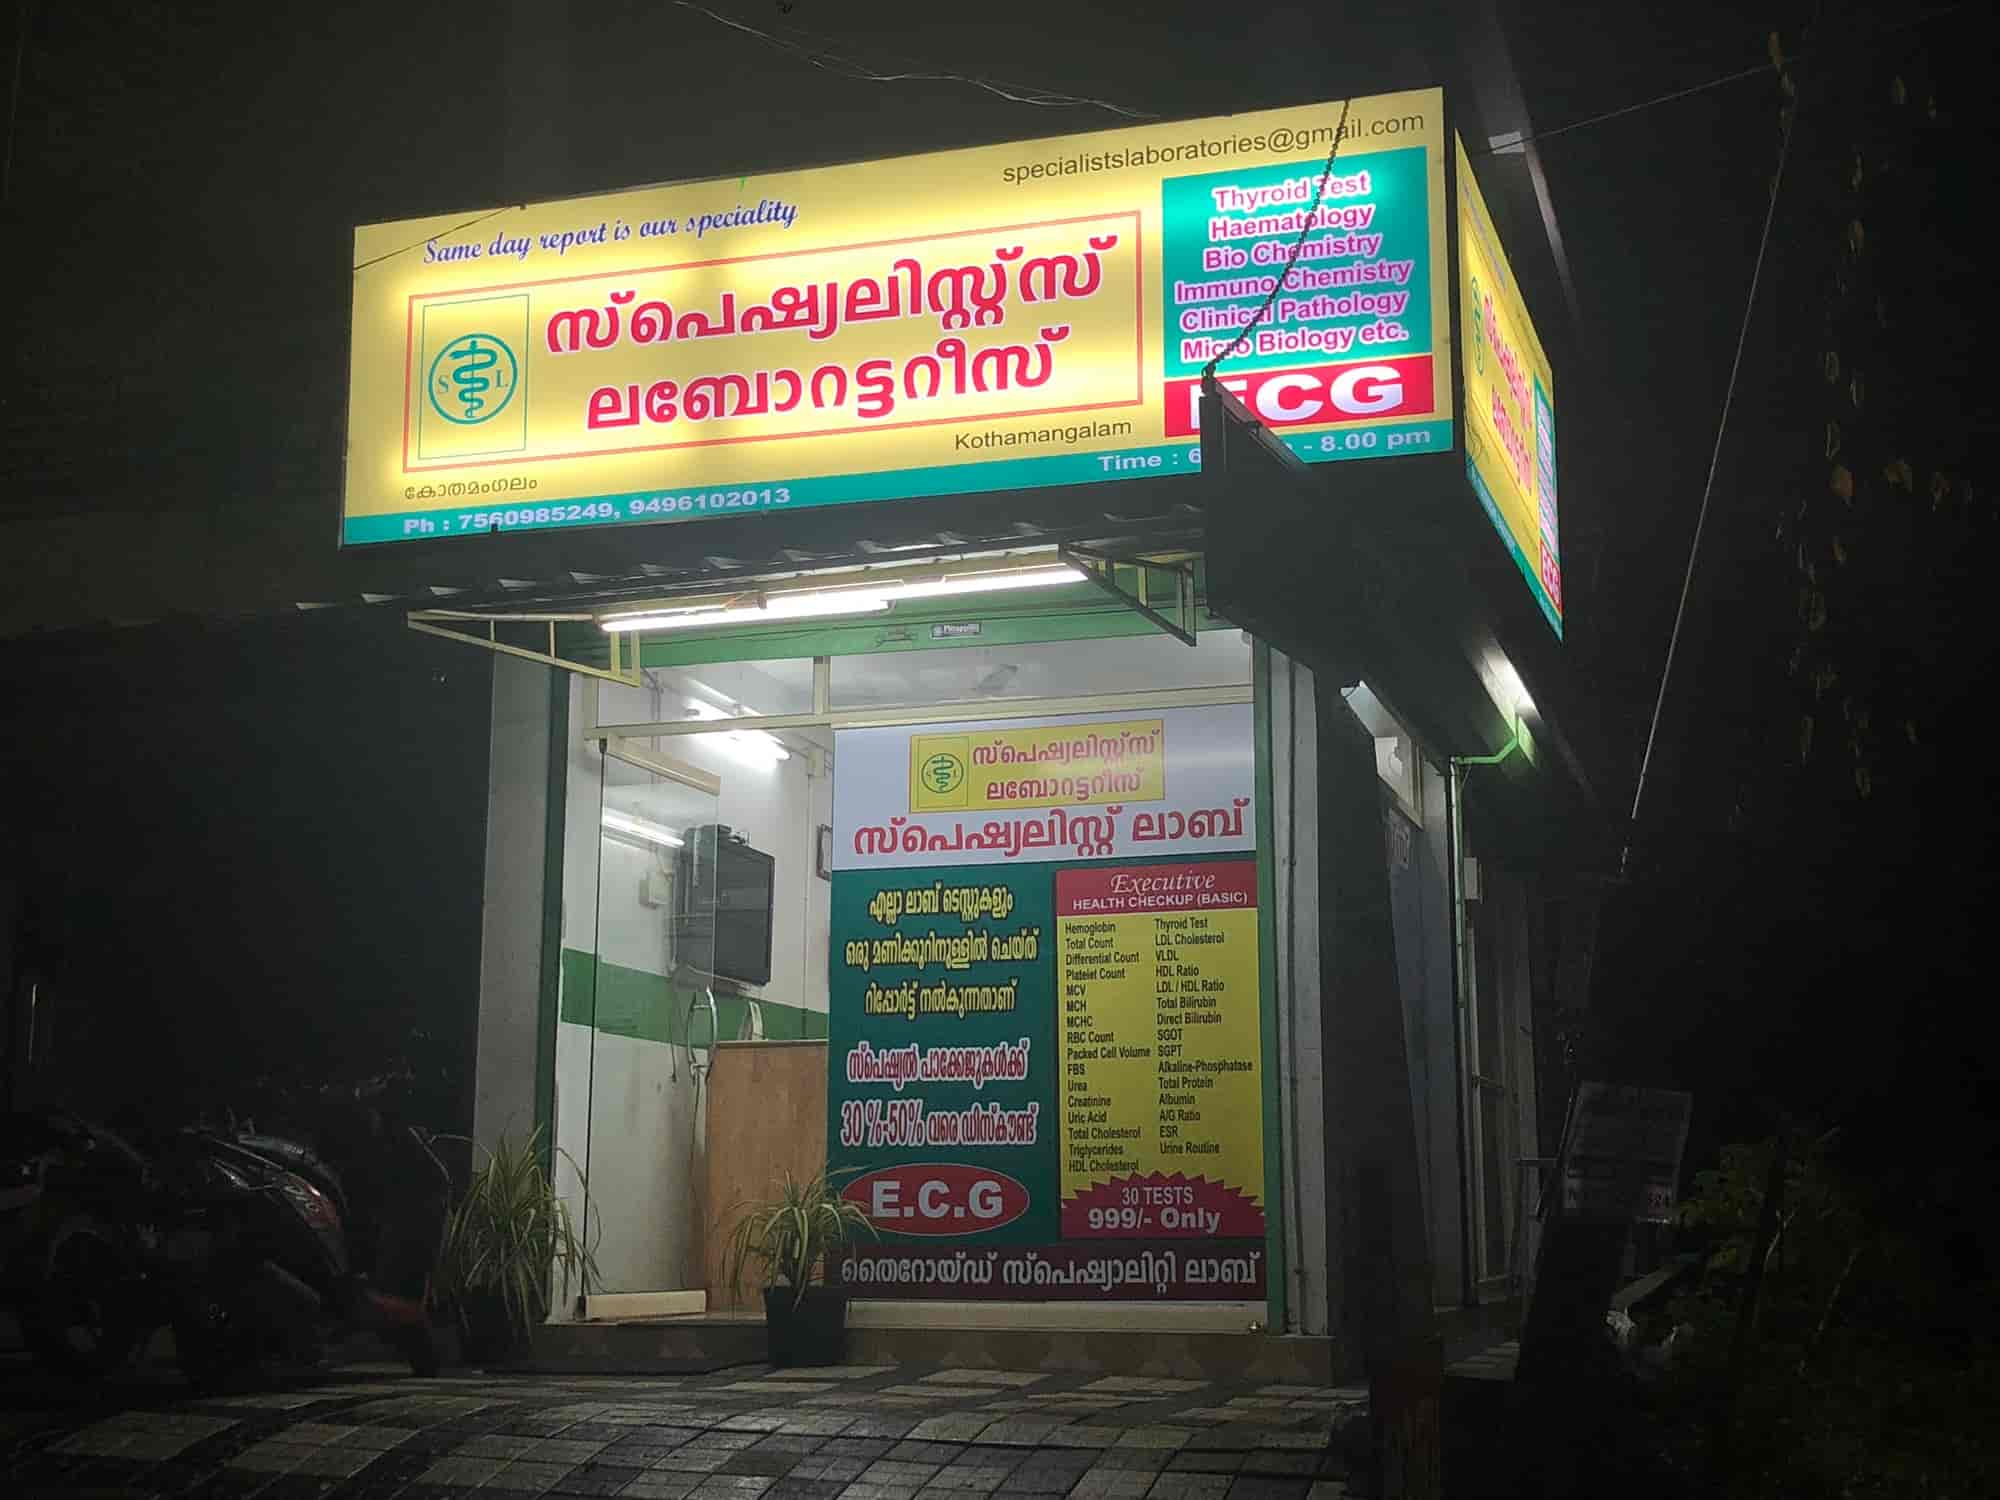 specialistslaboratories@gmail.com
Same day report is our speciality
സ്പെഷ്യലിസ്റ്റ്സ്
ലബോറട്ടറീസ്
S L
Thyroid Test
Haematology
Bio Chemistry
Immuno Chemistry
Clinical Pathology
Micro Biology etc.
ECG
Kothamangalam
കോതമംഗലം
Time : 6 - 8.00 pm
Ph : 7560985249, 9496102013
ECG
സ്പെഷ്യലിസ്റ്റ്സ്
ലബോറട്ടറീസ്
S L
സ്പെഷ്യലിസ്റ്റ് ലാബ്
എല്ലാ ലാബ് ടെസ്റ്റുകളും
ഒരു മണിക്കൂറിനുള്ളിൽ ചെയ്ത്
റിപ്പോർട്ട് നൽകുന്നതാണ്
സ്പെഷ്യൽ പാക്കേജുകൾക്ക്
30 %-50% വരെ ഡിസ്കൗണ്ട്
E.C.G
Executive
HEALTH CHECKUP (BASIC)
Hemoglobin
Total Count
Differential Count
Platelet Count
MCV
MCH
MCHC
RBC Count
Packed Cell Volume
FBS
Urea
Creatinine
Uric Acid
Total Cholesterol
Triglycerides
HDL Cholesterol
Thyroid Test
LDL Cholesterol
VLDL
HDL Ratio
LDL / HDL Ratio
Total Bilirubin
Direct Bilirubin
SGOT
SGPT
Alkaline-Phosphatase
Total Protein
Albumin
A/G Ratio
ESR
Urine Routine
30 TESTS
999/- Only
തൈറോയ്ഡ് സ്പെഷ്യാലിറ്റി ലാബ്